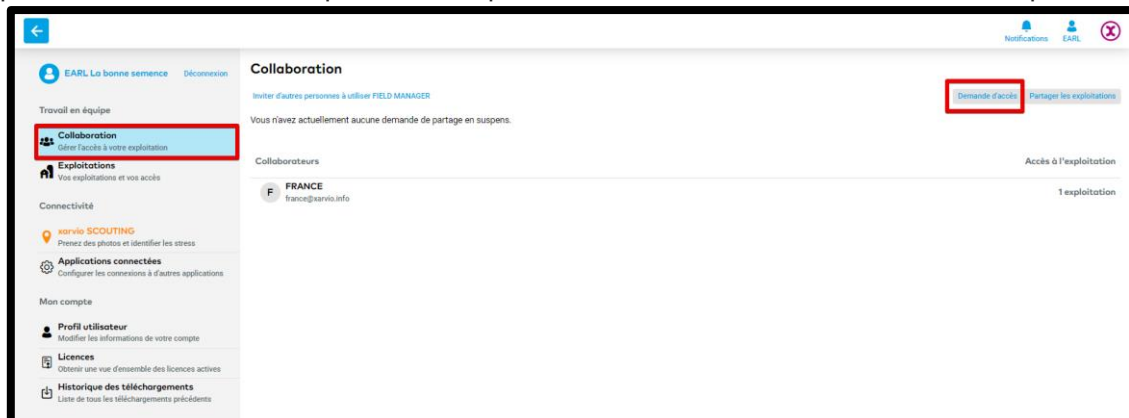 Notifications EARL
EARL La bonne semence Déconnexion
Travail en équipe
Collaboration
Gérer l'accès à votre exploitation
Exploitations
Vos exploitations et vos accès
Connectivité
xarvio SCOUTING
Prenez des photos et identifier les stress
Applications connectées
Configurer les connexions à d'autres applications
Mon compte
Profil utilisateur
Modifier les informations de votre compte
Licences
Obtenir une vue d'ensemble des licences actives
Historique des téléchargements
Liste de tous les téléchargements précédents
Collaboration
Inviter d'autres personnes à utiliser FIELD MANAGER
Demande d'accès Partager les exploitations
Vous n'avez actuellement aucune demande de partage en suspens.
Collaborateurs Accès à l'exploitation
F FRANCE 1 exploitation
france@xarvio.info